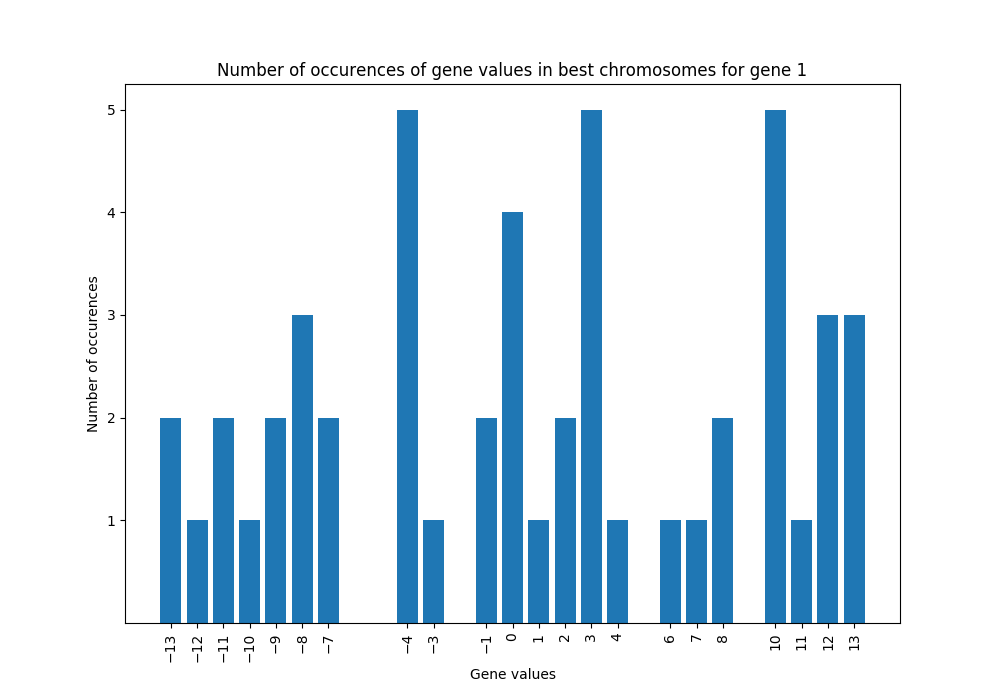 Number of occurences of gene values in best chromosomes for gene 1
5
4
3
2
1
Number of occurences
−13 −12 −11 −10 −9 −8 −7 −4 −3 −1 0 1 2 3 4 6 7 8 10 11 12 13
Gene values